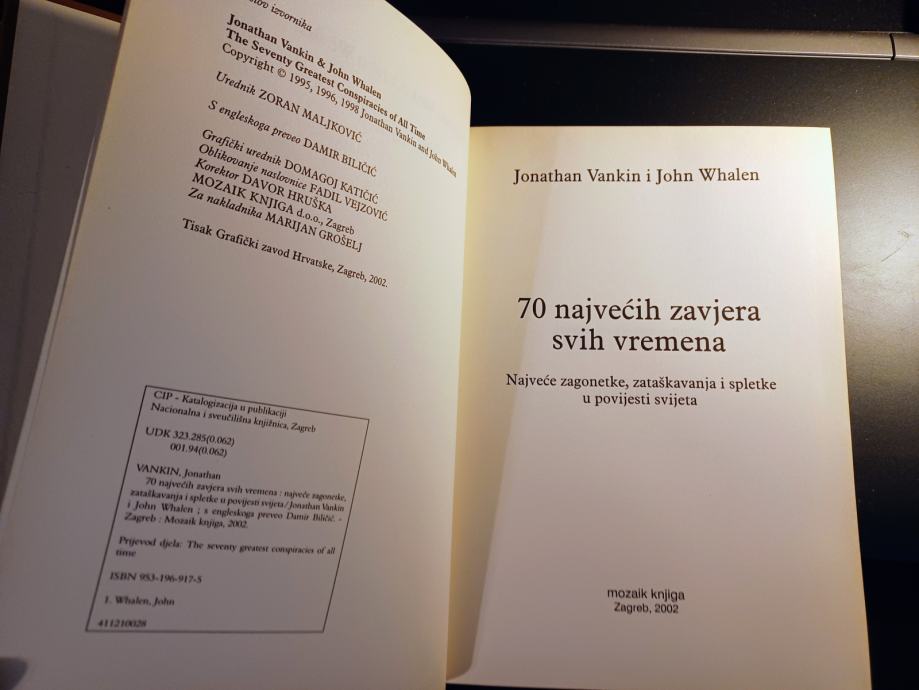 izvornika
Jonathan Vankin & John Whalen
The Seventy Greatest Conspiracies of All Time
Copyright © 1995, 1996, 1998 Jonathan Vankin and John Whalen
Urednik ZORAN MALJKOVIĆ
S engleskoga preveo DAMIR BILIČIĆ
Grafički urednik DOMAGOJ KATIČIĆ
Oblikovanje naslovnice FADIL VEJZOVIĆ
Korektor DAVOR HRUŠKA
MOZAIK KNJIGA d.o.o., Zagreb
Za nakladnika MARIJAN GROŠELJ
Tisak Grafički zavod Hrvatske, Zagreb, 2002.
CIP - Katalogizacija u publikaciji
Nacionalna i sveučilišna knjižnica, Zagreb
UDK 323.285(0.062)
001.94(0.062)
VANKIN, Jonathan
70 najvećih zavjera svih vremena : najveće zagonetke,
zataškavanja i spletke u povijesti svijeta / Jonathan Vankin
i John Whalen ; s engleskoga preveo Damir Biličić. -
Zagreb : Mozaik knjiga, 2002.
Prijevod djela: The seventy greatest conspiracies of all
time
ISBN 953-196-917-5
1. Whalen, John
411210028
Jonathan Vankin i John Whalen
70 najvećih zavjera
svih vremena
Najveće zagonetke, zataškavanja i spletke
u povijesti svijeta
mozaik knjiga
Zagreb, 2002